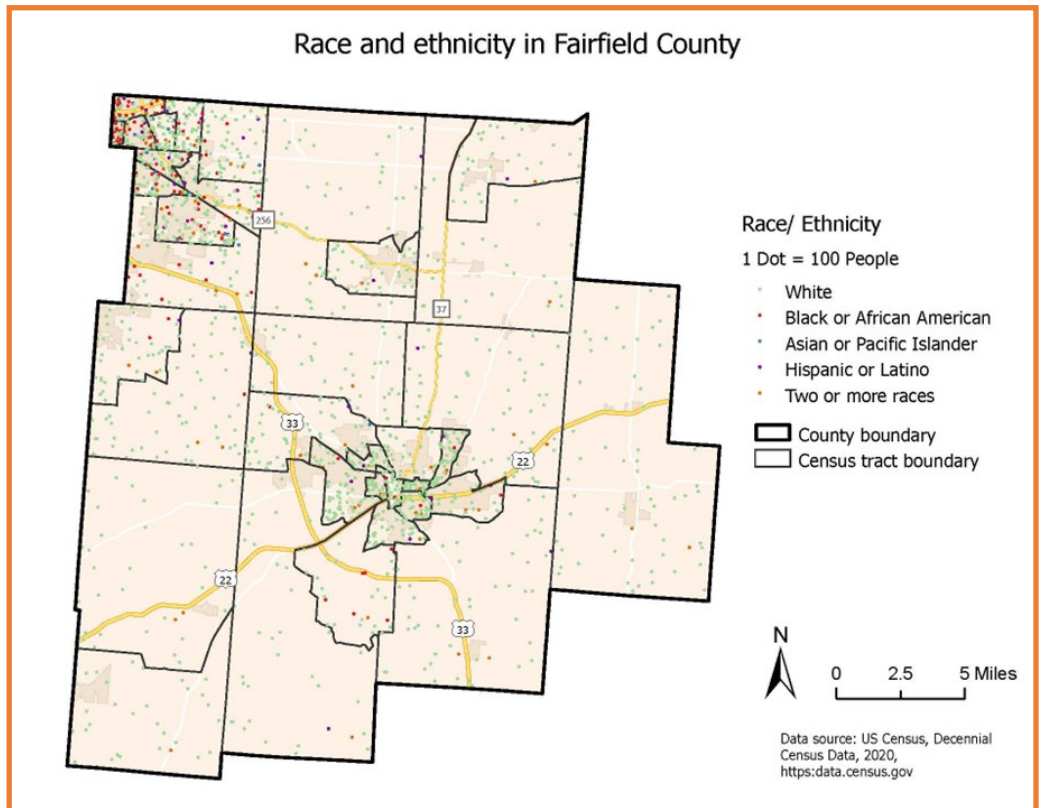 Race and ethnicity in Fairfield County
256
37
33
22
22
33
Race/ Ethnicity
1 Dot = 100 People
White
Black or African American
Asian or Pacific Islander
Hispanic or Latino
Two or more races
County boundary
Census tract boundary
N
0 2.5 5 Miles
Data source: US Census, Decennial
Census Data, 2020,
https:data.census.gov